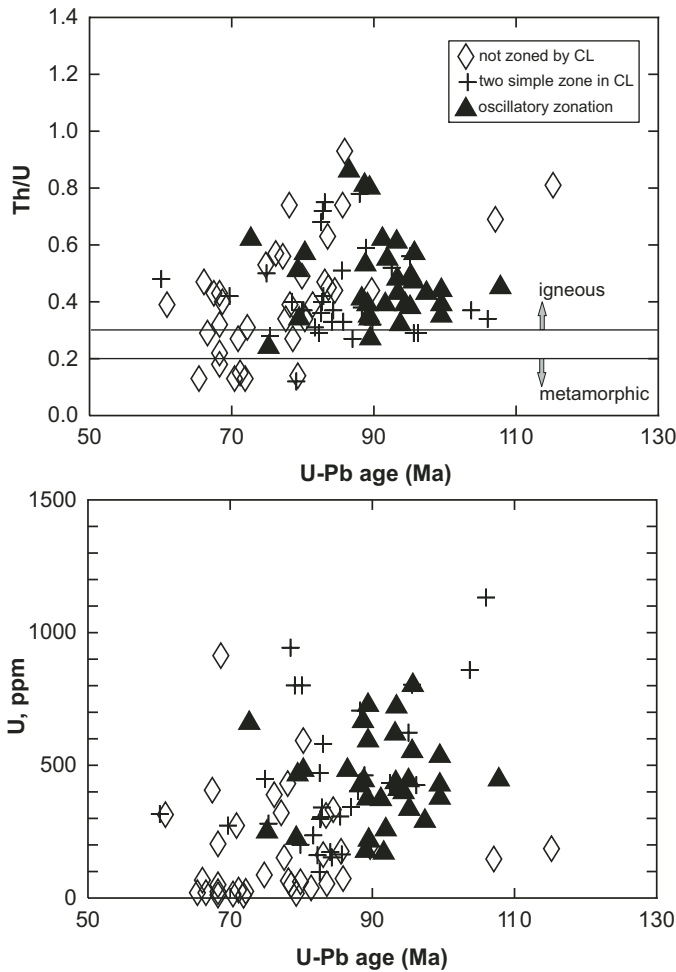 1.4
not zoned by CL
two simple zone in CL
oscillatory zonation
1.2
1.0
0.8
Th/U
0.6
0.4
igneous
0.2
metamorphic
0.0
50 70 90 110 130
U-Pb age (Ma)
1500
1000
U, ppm
500
0
50 70 90 110 130
U-Pb age (Ma)